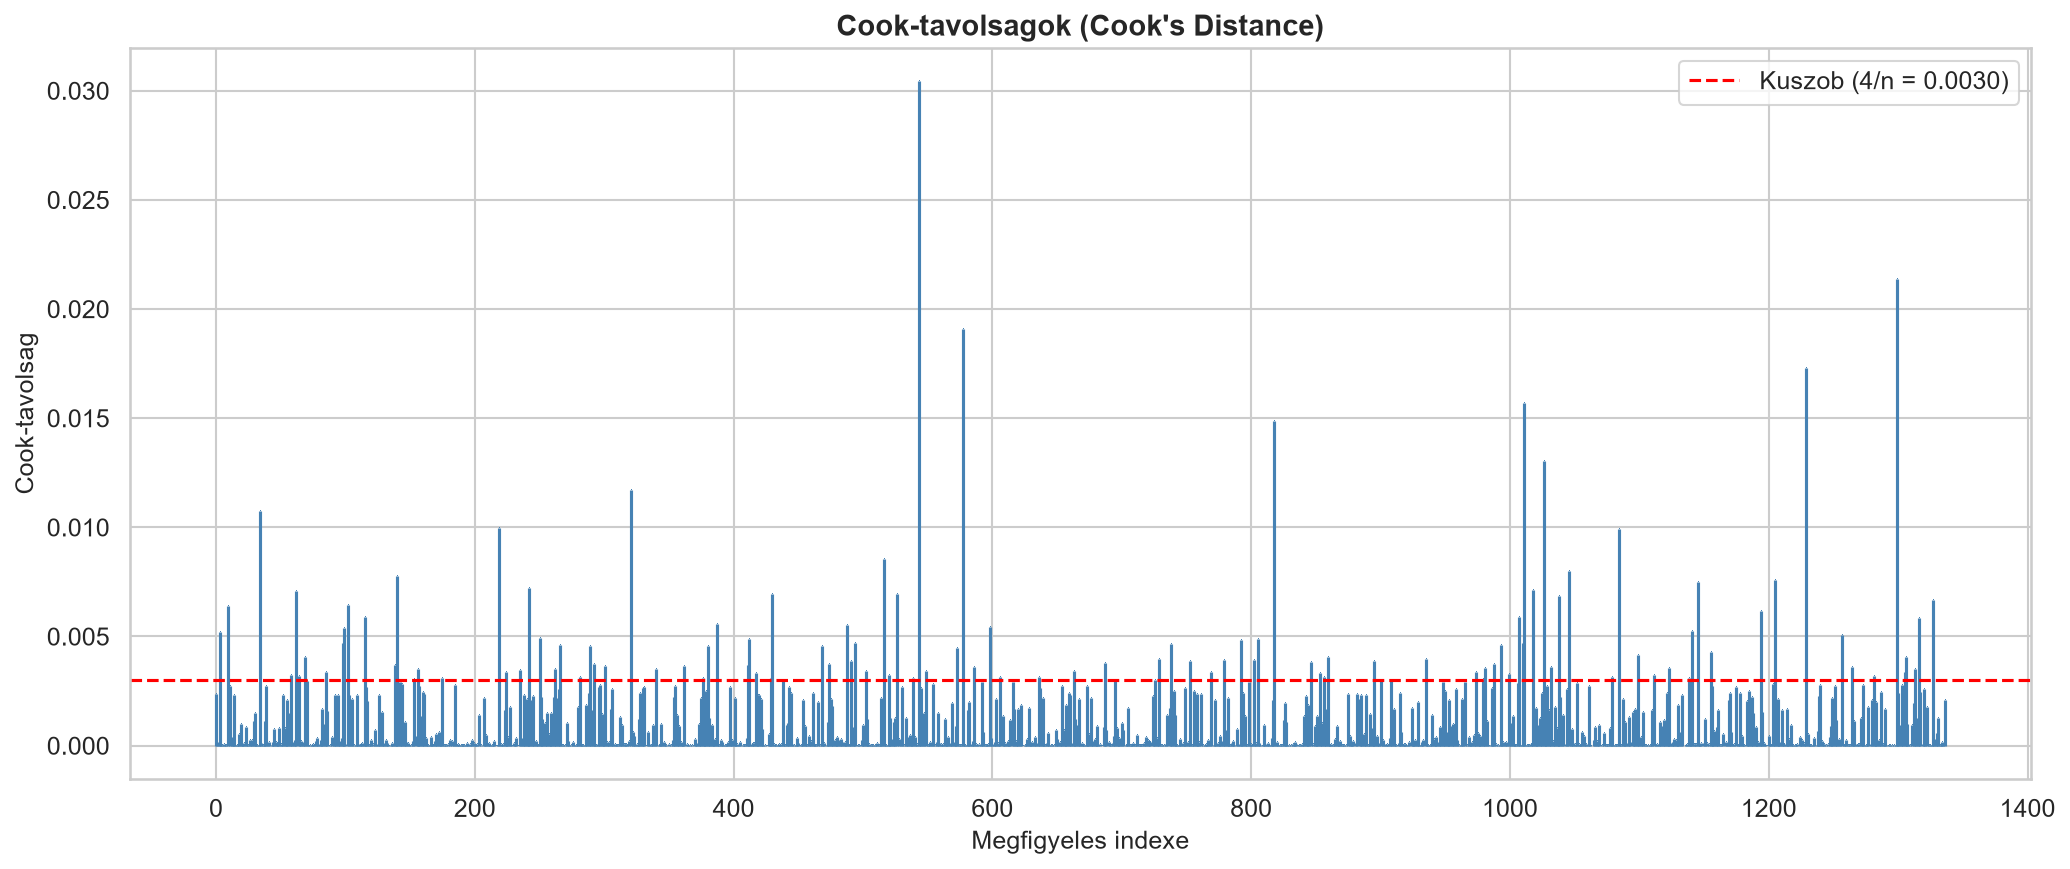 Cook-tavolsagok (Cook's Distance)
Kuszob (4/n = 0.0030)
0.030
0.025
0.020
0.015
0.010
0.005
0.000
Cook-tavolsag
0 200 400 600 800 1000 1200 1400
Megfigyeles indexe